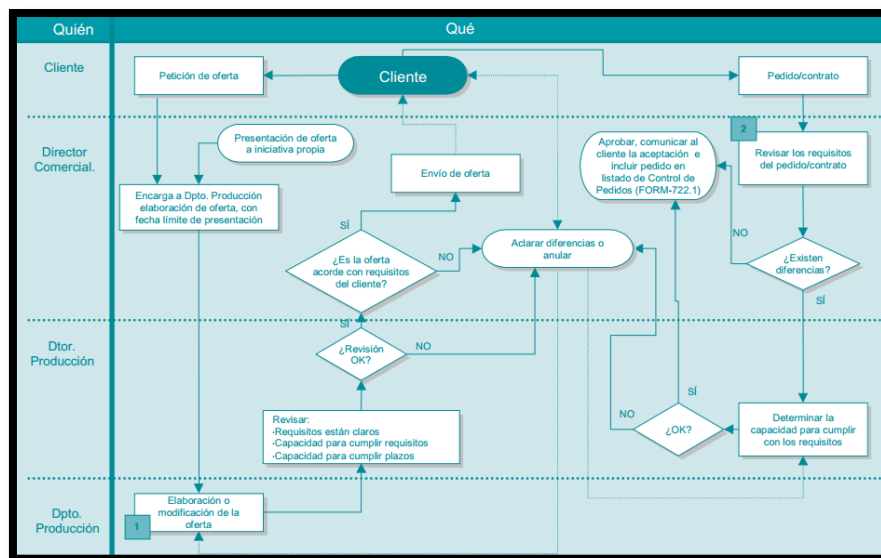 Quién
Qué
Cliente
Petición de oferta
Cliente
Pedido/contrato
Director
Comercial.
Presentación de oferta
a iniciativa propia
Envío de oferta
Aprobar, comunicar al
cliente la aceptación e
incluir pedido en
listado de Control de
Pedidos (FORM-722.1)
2
Revisar los requisitos
del pedido/contrato
Encarga a Dpto. Producción
elaboración de oferta, con
fecha límite de presentación
SÍ
¿Es la oferta
acorde con requisitos
del cliente?
NO
Aclarar diferencias o
anular
NO
¿Existen
diferencias?
SÍ
SÍ
Dtor.
Producción
¿Revisión
OK?
NO
SÍ
NO
¿OK?
Determinar la
capacidad para cumplir
con los requisitos
Revisar:
·Requisitos están claros
·Capacidad para cumplir requisitos
·Capacidad para cumplir plazos
Dpto.
Producción
1
Elaboración o
modificación de la
oferta